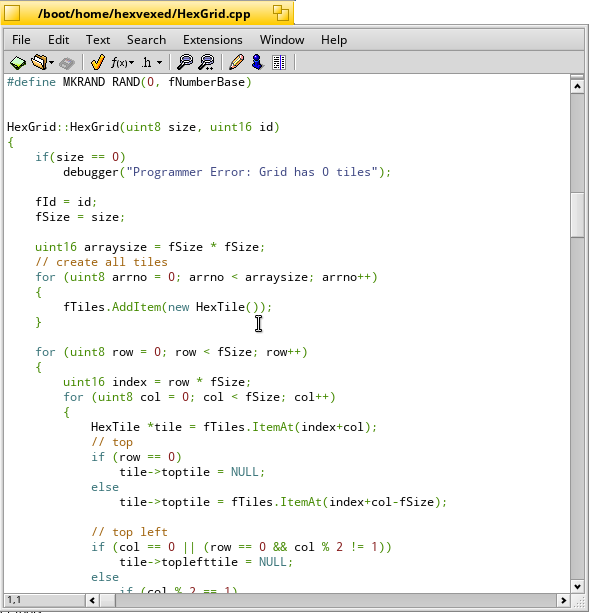 /boot/home/hexvexed/HexGrid.cpp
File Edit Text Search Extensions Window Help
f(x) .h
#define MKRAND RAND(0, fNumberBase)
HexGrid::HexGrid(uint8 size, uint16 id)
{
    if(size == 0)
        debugger("Programmer Error: Grid has 0 tiles");
    fId = id;
    fSize = size;
    uint16 arraysize = fSize * fSize;
    // create all tiles
    for (uint8 arrno = 0; arrno < arraysize; arrno++)
    {
        fTiles.AddItem(new HexTile());
    }
    for (uint8 row = 0; row < fSize; row++)
    {
        uint16 index = row * fSize;
        for (uint8 col = 0; col < fSize; col++)
        {
            HexTile *tile = fTiles.ItemAt(index+col);
            // top
            if (row == 0)
                tile->toptile = NULL;
            else
                tile->toptile = fTiles.ItemAt(index+col-fSize);
            // top left
            if (col == 0 || (row == 0 && col % 2 != 1))
                tile->toplefttile = NULL;
            else
                if (col % 2 == 1)
1,1